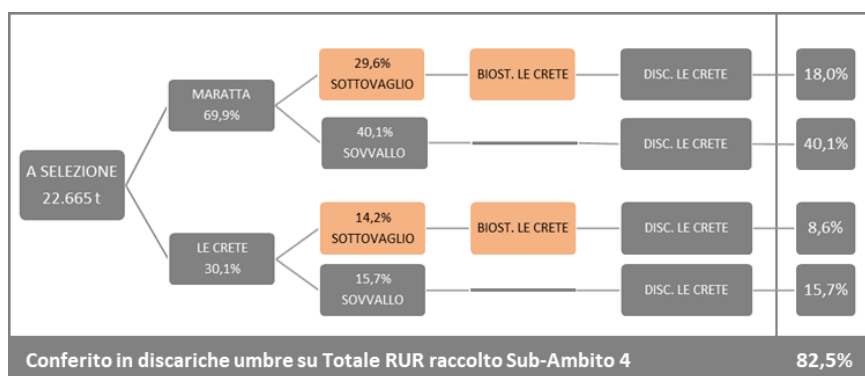 A SELEZIONE
22.665 t
MARATTA
69,9%
LE CRETE
30,1%
29,6%
SOTTOVAGLIO
BIOST. LE CRETE
DISC. LE CRETE
18,0%
40,1%
SOVVALLO
DISC. LE CRETE
40,1%
14,2%
SOTTOVAGLIO
BIOST. LE CRETE
DISC. LE CRETE
8,6%
15,7%
SOVVALLO
DISC. LE CRETE
15,7%
Conferito in discariche umbre su Totale RUR raccolto Sub-Ambito 4 82,5%